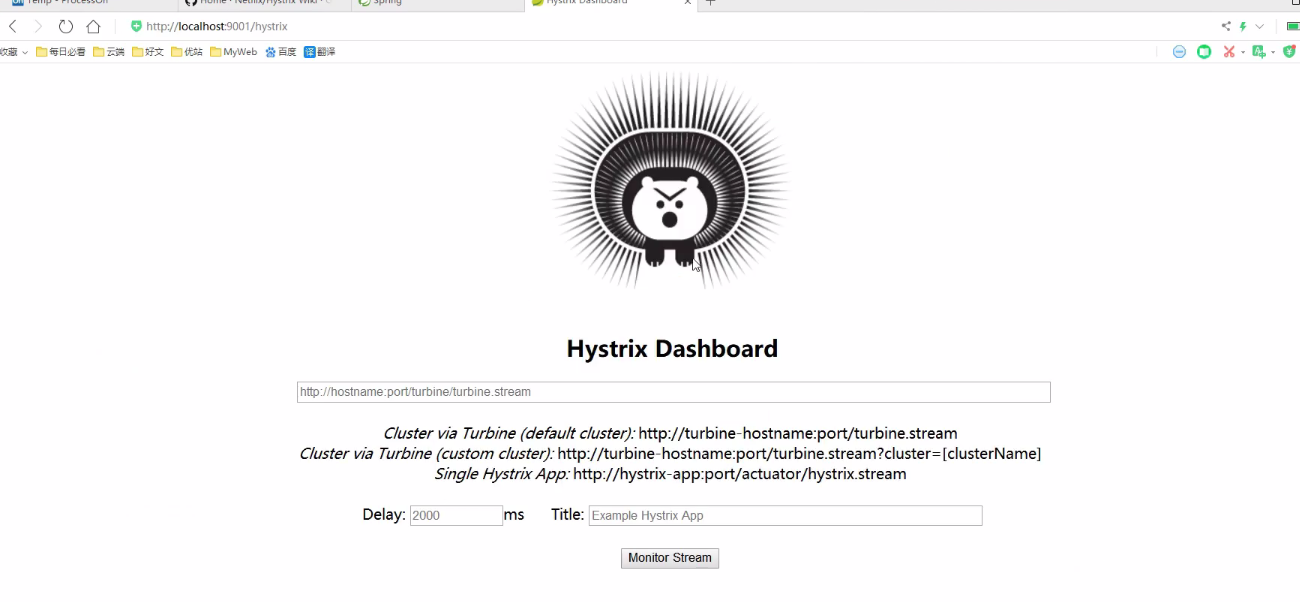 Temp - ProcessOn
Home · Netflix/Hystrix Wiki ·
Spring
Hystrix Dashboard
http://localhost:9001/hystrix
收藏 每日必看 云端 好文 优站 MyWeb 百度 译 翻译
Hystrix Dashboard
http://hostname:port/turbine/turbine.stream
Cluster via Turbine (default cluster): http://turbine-hostname:port/turbine.stream
Cluster via Turbine (custom cluster): http://turbine-hostname:port/turbine.stream?cluster=[clusterName]
Single Hystrix App: http://hystrix-app:port/actuator/hystrix.stream
Delay: 2000 ms Title: Example Hystrix App
Monitor Stream